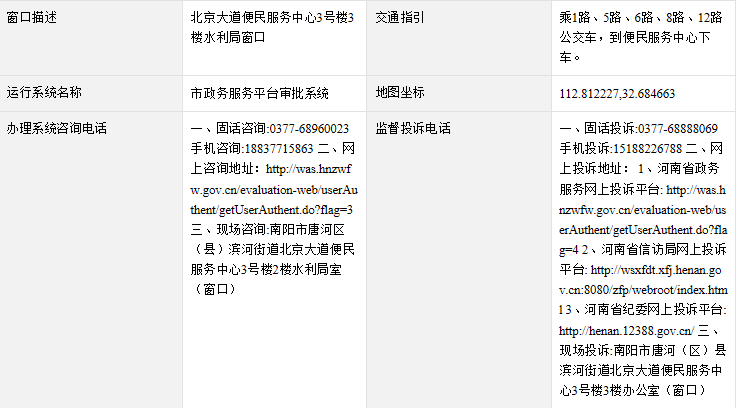 窗口描述
北京大道便民服务中心3号楼3
楼水利局窗口
交通指引
乘1路、5路、6路、8路、12路
公交车，到便民服务中心下
车。
运行系统名称
市政务服务平台审批系统
地图坐标
112.812227,32.684663
办理系统咨询电话
一、固话咨询:0377-68960023
手机咨询:18837715863 二、网
上咨询地址：http://was.hnzwf
w.gov.cn/evaluation-web/userAu
thent/getUserAuthent.do?flag=3
三、现场咨询:南阳市唐河区
（县）滨河街道北京大道便民
服务中心3号楼2楼水利局室
（窗口）
监督投诉电话
一、固话投诉:0377-68888069
手机投诉:15188226788 二、网
上投诉地址： 1、河南省政务
服务网上投诉平台: http://was.h
nzwfw.gov.cn/evaluation-web/us
erAuthent/getUserAuthent.do?fla
g=4 2、河南省信访局网上投诉
平台: http://wsxfdt.xfj.henan.go
v.cn:8080/zfp/webroot/index.htm
l 3、河南省纪委网上投诉平台:
http://henan.12388.gov.cn/ 三、
现场投诉:南阳市唐河（区）县
滨河街道北京大道便民服务中
心3号楼3楼办公室（窗口）